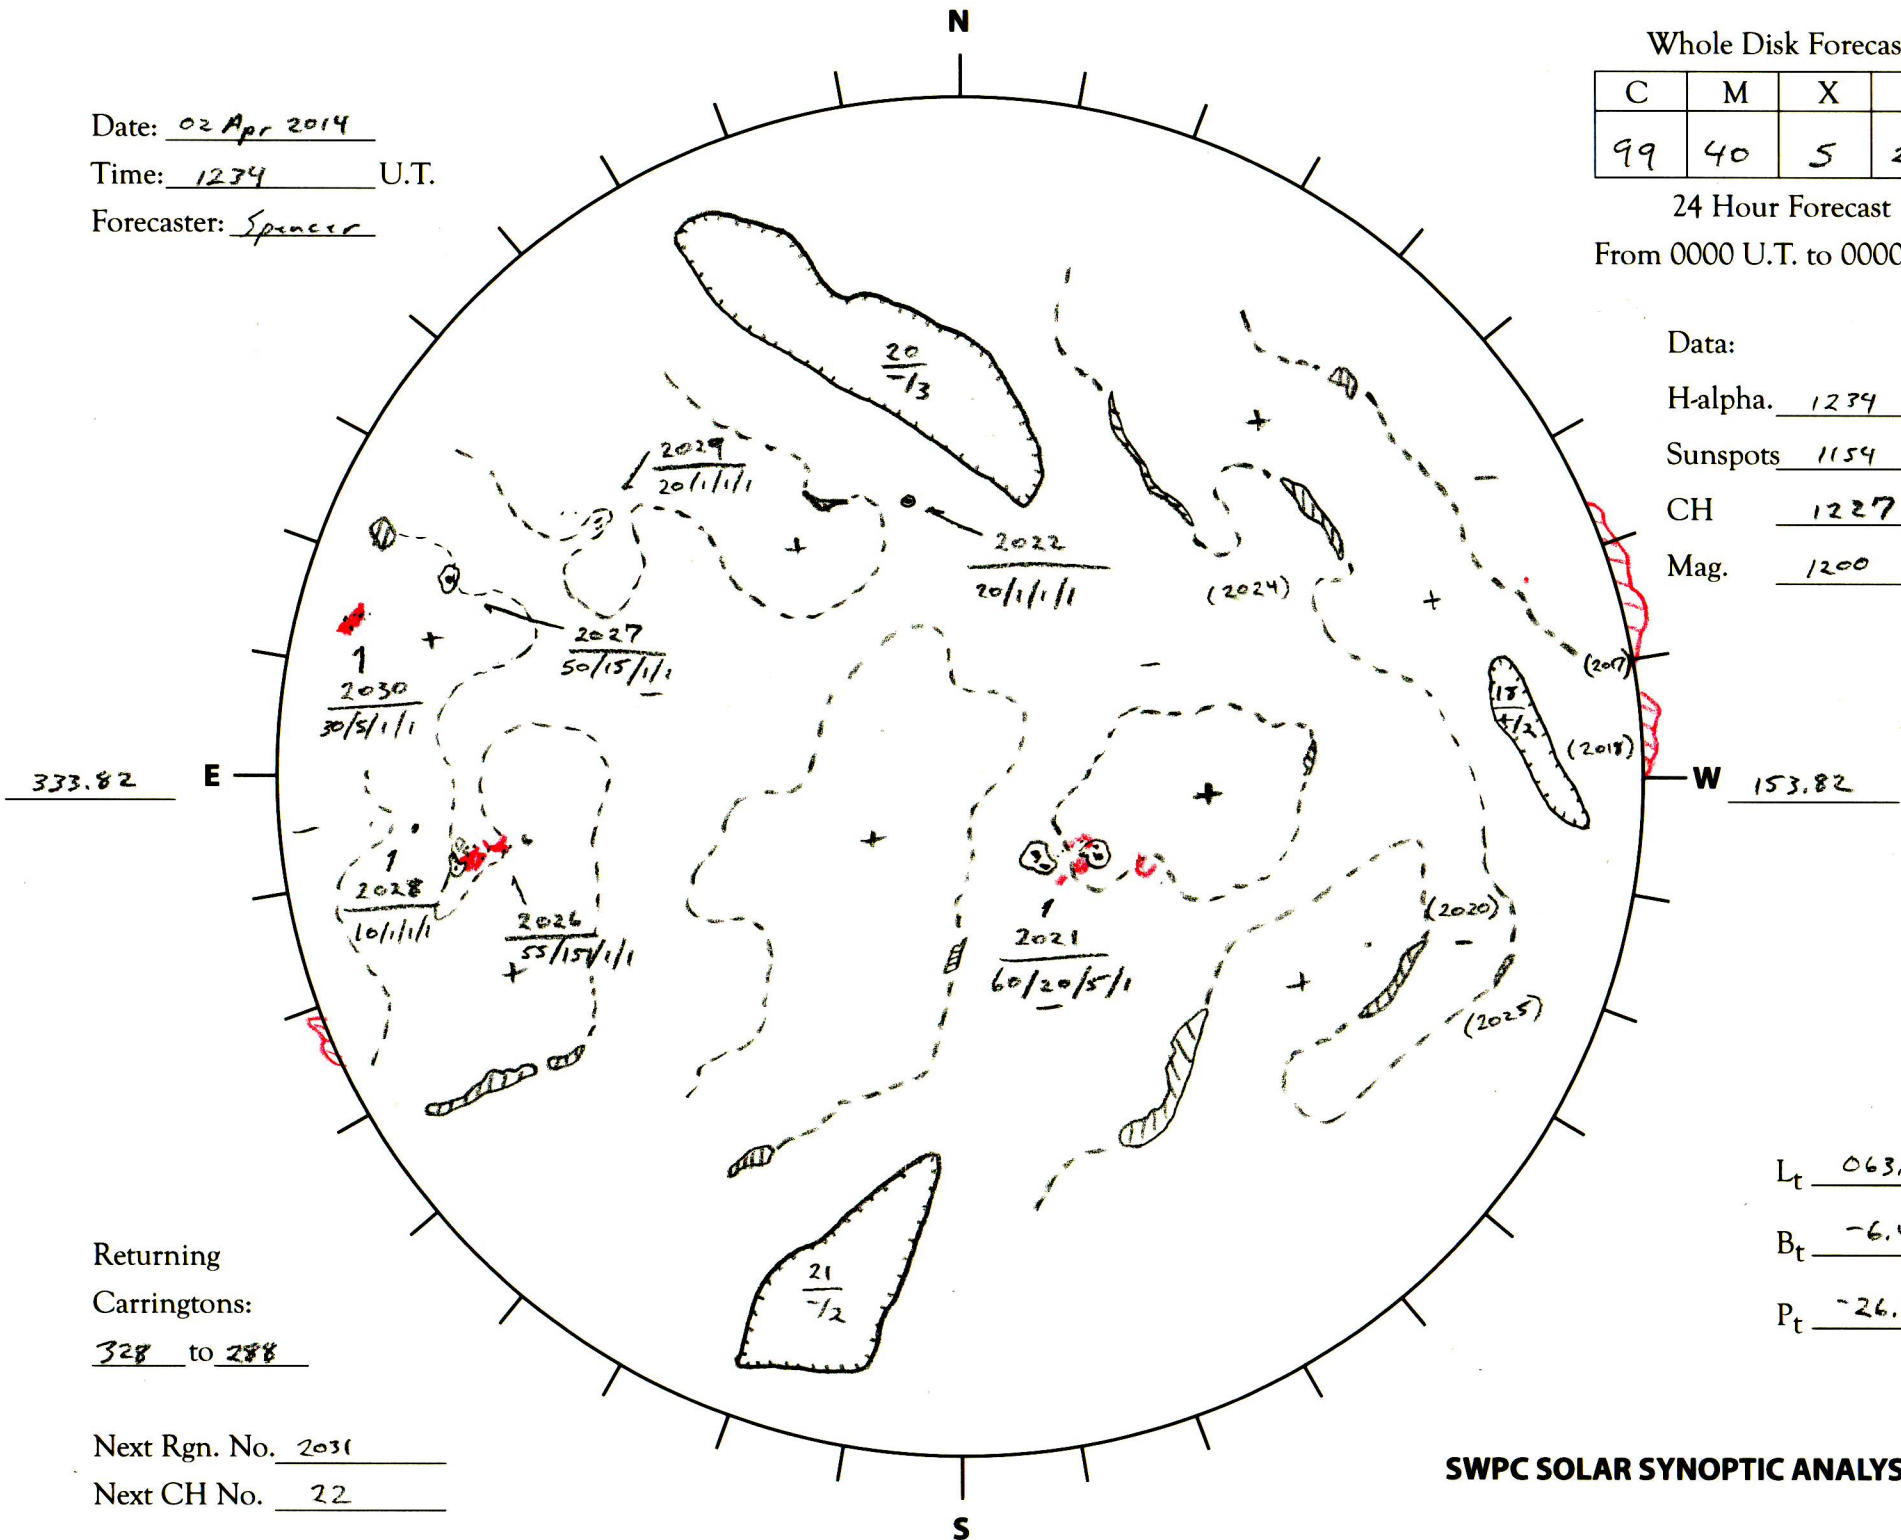 N
Whole Disk Forecas
C M X
99 40 5 2
24 Hour Forecast
From 0000 U.T. to 0000
Date: 02 Apr 2014
Time: 1234 U.T.
Forecaster: Spencer
Data:
H-alpha. 1234
Sunspots 1154
CH 1227
Mag. 1200
20
-/3
2029
20/1/1/1
2022
20/1/1/1
(2024)
2027
50/15/1/1
2030
30/5/1/1
(2017)
18
+/2
(2018)
333.82 E
W 153.82
2028
10/1/1/1
2026
55/15/1/1
2021
60/20/5/1
(2020)
(2025)
21
-/2
Lt 063.
Bt -6.
Pt -26.
Returning
Carringtons:
328 to 288
Next Rgn. No. 2031
Next CH No. 22
SWPC SOLAR SYNOPTIC ANALYS
S